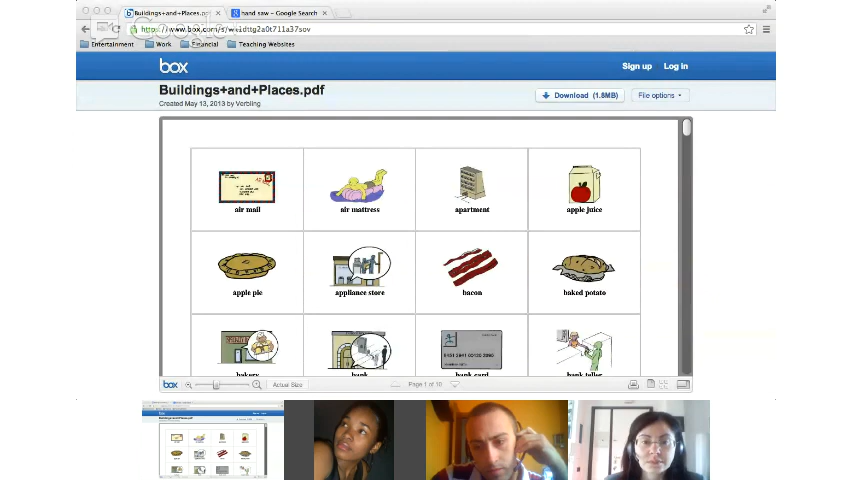 Buildings+and+Places.pdf
hand saw - Google Search
Entertainment
Work
Financial
Teaching Websites
box
Sign up
Log in
Buildings+and+Places.pdf
Created May 13, 2013 by Verbling
Download (1.8MB)
File options
air mail
air mattress
apartment
apple juice
apple pie
appliance store
bacon
baked potato
bakery
bank
bank card
bank teller
box
Actual Size
Page 1 of 10